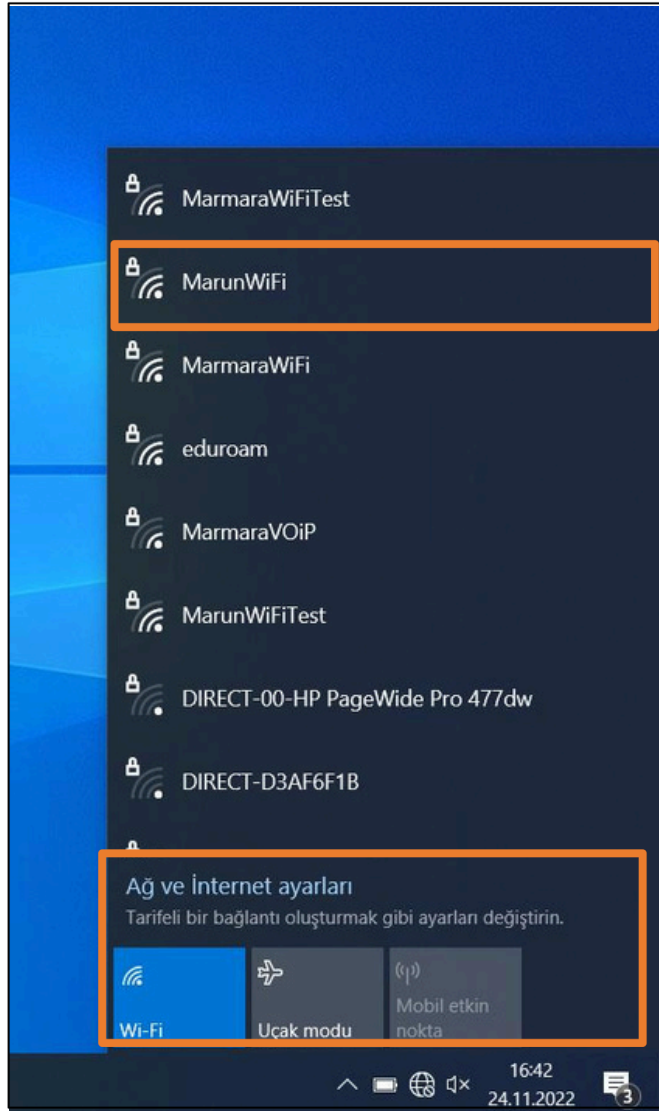 MarmaraWiFiTest
MarunWiFi
MarmaraWiFi
eduroam
MarmaraVOiP
MarunWiFiTest
DIRECT-00-HP PageWide Pro 477dw
DIRECT-D3AF6F1B
Ağ ve İnternet ayarları
Tarifeli bir bağlantı oluşturmak gibi ayarları değiştirin.
Wi-Fi
Uçak modu
Mobil etkin
nokta
16:42
24.11.2022
3